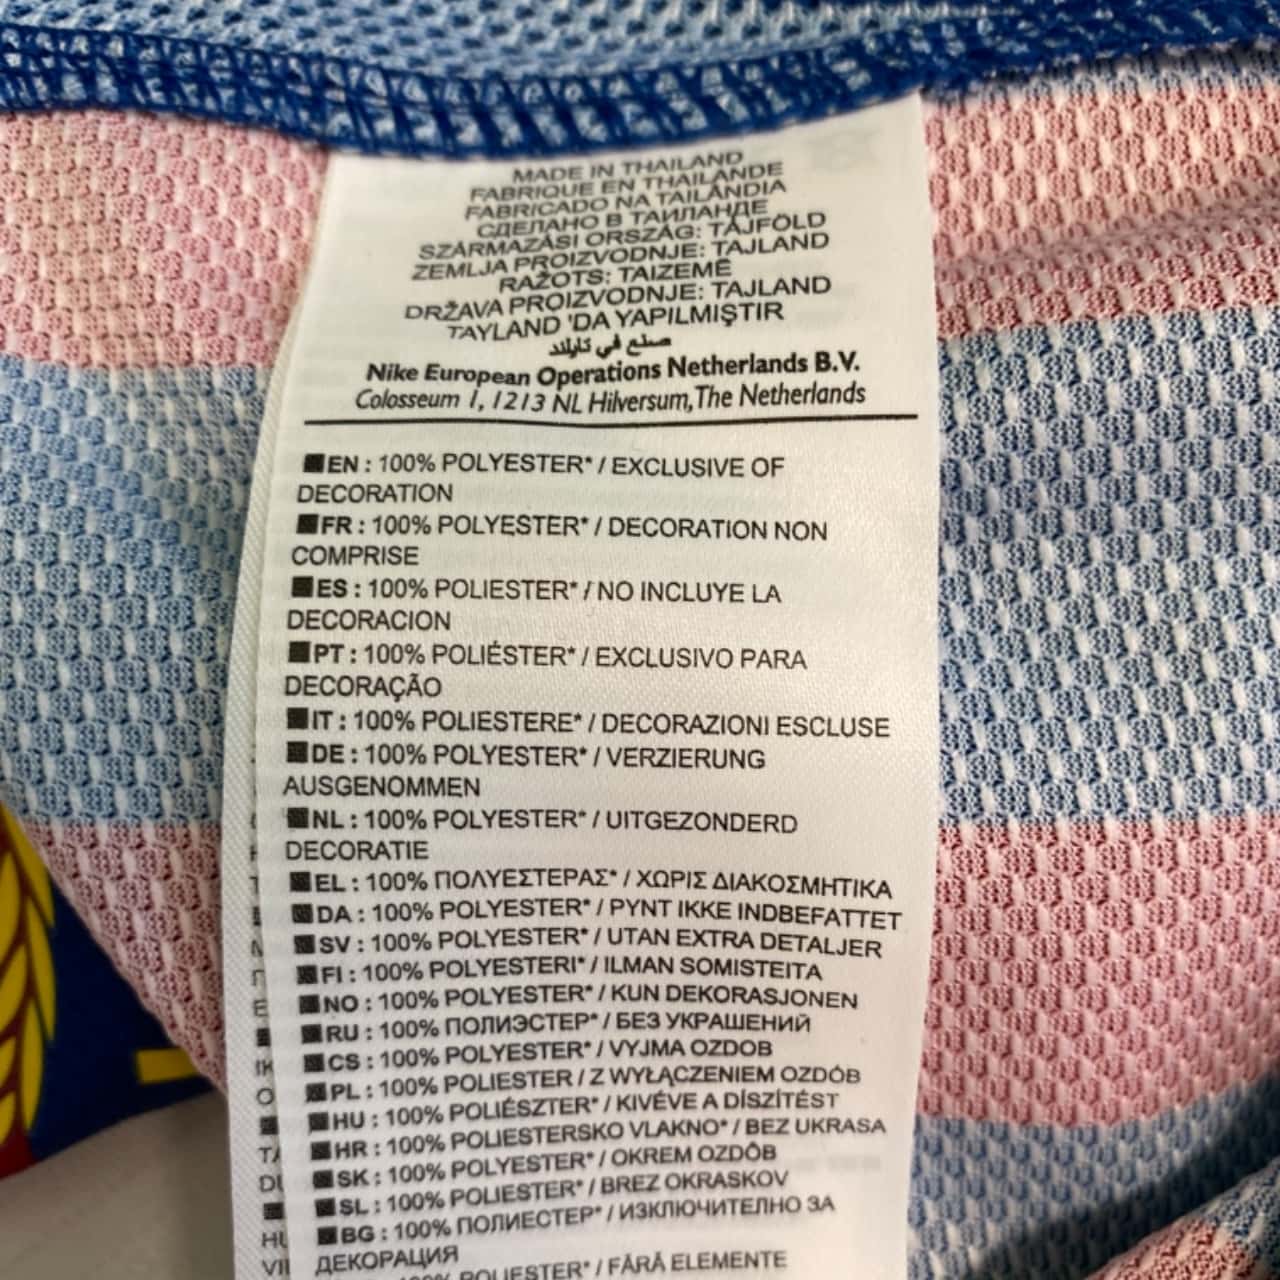 MADE IN THAILAND
FABRIQUE EN THAILANDE
FABRICADO NA TAILÂNDIA
СДЕЛАНО В ТАИЛАНДЕ
SZÁRMAZÁSI ORSZÁG: TAJFÖLD
ZEMLJA PROIZVODNJE: TAJLAND
RAŽOTS: TAIZEMĒ
DRŽAVA PROIZVODNJE: TAJLAND
TAYLAND 'DA YAPILMIŞTIR
صنع في تايلند
Nike European Operations Netherlands B.V.
Colosseum 1, 1213 NL Hilversum, The Netherlands
EN : 100% POLYESTER* / EXCLUSIVE OF
DECORATION
FR : 100% POLYESTER* / DECORATION NON
COMPRISE
ES : 100% POLIESTER* / NO INCLUYE LA
DECORACION
PT : 100% POLIÉSTER* / EXCLUSIVO PARA
DECORAÇÃO
IT : 100% POLIESTERE* / DECORAZIONI ESCLUSE
DE : 100% POLYESTER* / VERZIERUNG
AUSGENOMMEN
NL : 100% POLYESTER* / UITGEZONDERD
DECORATIE
EL : 100% ΠΟΛΥΕΣΤΕΡΑΣ* / ΧΩΡΙΣ ΔΙΑΚΟΣΜΗΤΙΚΑ
DA : 100% POLYESTER* / PYNT IKKE INDBEFATTET
SV : 100% POLYESTER* / UTAN EXTRA DETALJER
FI : 100% POLYESTERI* / ILMAN SOMISTEITA
NO : 100% POLYESTER* / KUN DEKORASJONEN
RU : 100% ПОЛИЭСТЕР* / БЕЗ УКРАШЕНИЙ
CS : 100% POLYESTER* / VYJMA OZDOB
PL : 100% POLIESTER / Z WYŁĄCZENIEM OZDÓB
HU : 100% POLIÉSZTER* / KIVÉVE A DÍSZÍTÉST
HR : 100% POLIESTERSKO VLAKNO* / BEZ UKRASA
SK : 100% POLYESTER* / OKREM OZDÔB
SL : 100% POLIESTER* / BREZ OKRASKOV
BG : 100% ПОЛИЕСТЕР* / ИЗКЛЮЧИТЕЛНО ЗА
ДЕКОРАЦИЯ
100% POLIESTER* / FĂRĂ ELEMENTE